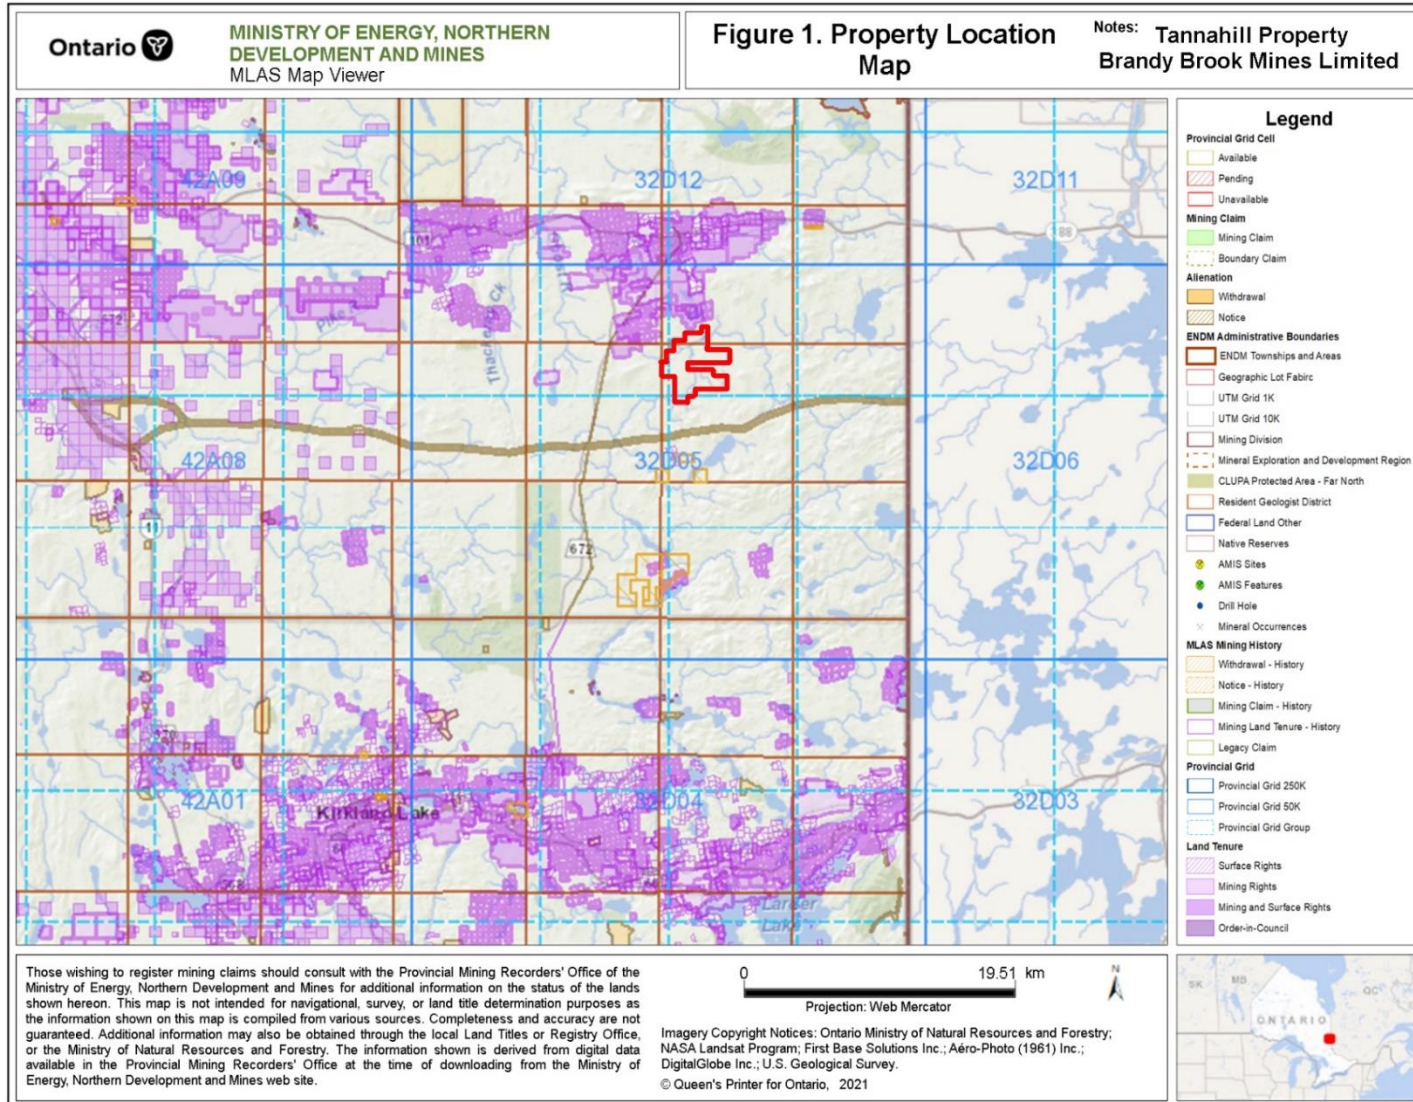 Ontario
MINISTRY OF ENERGY, NORTHERN
DEVELOPMENT AND MINES
MLAS Map Viewer
Figure 1. Property Location
Map
Notes: Tannahill Property
Brandy Brook Mines Limited
42A09
32D12
32D11
101
388
672
Thackeray Ck
42A08
32D05
32D06
11
672
42A01
32D04
32D03
Kirkland Lake
Larder
Lake
Legend
Provincial Grid Cell
Available
Pending
Unavailable
Mining Claim
Mining Claim
Boundary Claim
Alienation
Withdrawal
Notice
ENDM Administrative Boundaries
ENDM Townships and Areas
Geographic Lot Fabirc
UTM Grid 1K
UTM Grid 10K
Mining Division
Mineral Exploration and Development Region
CLUPA Protected Area - Far North
Resident Geologist District
Federal Land Other
Native Reserves
AMIS Sites
AMIS Features
Drill Hole
Mineral Occurrences
MLAS Mining History
Withdrawal - History
Notice - History
Mining Claim - History
Mining Land Tenure - History
Legacy Claim
Provincial Grid
Provincial Grid 250K
Provincial Grid 50K
Provincial Grid Group
Land Tenure
Surface Rights
Mining Rights
Mining and Surface Rights
Order-in-Council
Those wishing to register mining claims should consult with the Provincial Mining Recorders' Office of the
Ministry of Energy, Northern Development and Mines for additional information on the status of the lands
shown hereon. This map is not intended for navigational, survey, or land title determination purposes as
the information shown on this map is compiled from various sources. Completeness and accuracy are not
guaranteed. Additional information may also be obtained through the local Land Titles or Registry Office,
or the Ministry of Natural Resources and Forestry. The information shown is derived from digital data
available in the Provincial Mining Recorders' Office at the time of downloading from the Ministry of
Energy, Northern Development and Mines web site.
0 19.51 km
N
Projection: Web Mercator
Imagery Copyright Notices: Ontario Ministry of Natural Resources and Forestry;
NASA Landsat Program; First Base Solutions Inc.; Aéro-Photo (1961) Inc.;
DigitalGlobe Inc.; U.S. Geological Survey.
© Queen's Printer for Ontario, 2021
SK MB QC
ONTARIO